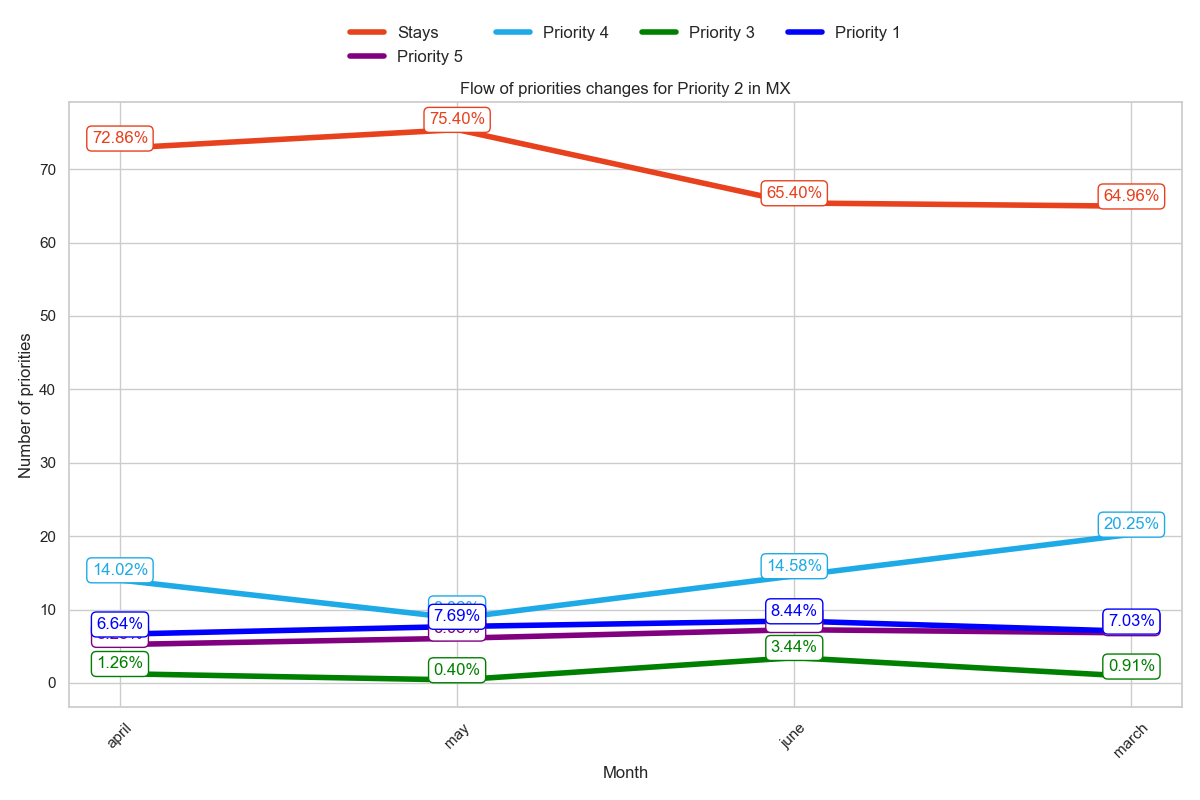 Stays Priority 4 Priority 3 Priority 1
Priority 5
Flow of priorities changes for Priority 2 in MX
72.86% 75.40% 65.40% 64.96%
14.02% 14.58% 20.25%
6.64% 7.69% 8.44% 7.03%
1.26% 0.40% 3.44% 0.91%
Number of priorities
70
60
50
40
30
20
10
0
april may june march
Month